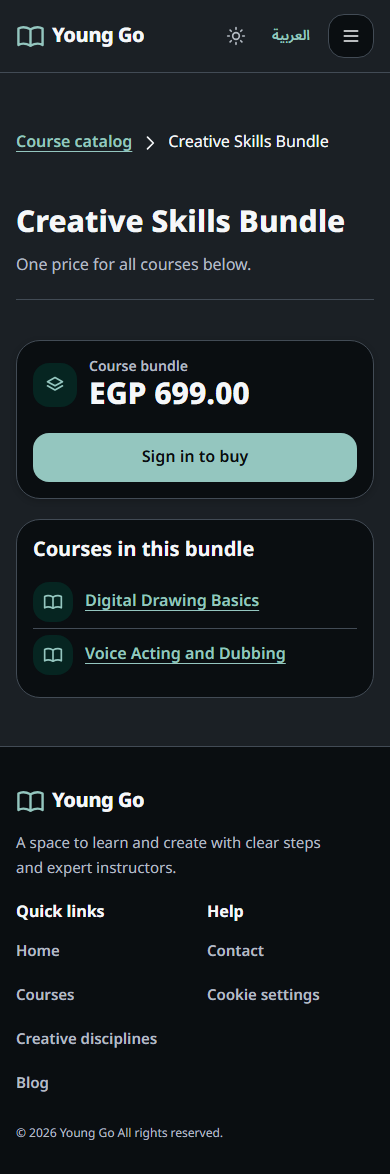 Young Go
العربية
Course catalog
Creative Skills Bundle
Creative Skills Bundle
One price for all courses below.
Course bundle
EGP 699.00
Sign in to buy
Courses in this bundle
Digital Drawing Basics
Voice Acting and Dubbing
Young Go
A space to learn and create with clear steps
and expert instructors.
Quick links
Home
Courses
Creative disciplines
Blog
Help
Contact
Cookie settings
© 2026 Young Go All rights reserved.